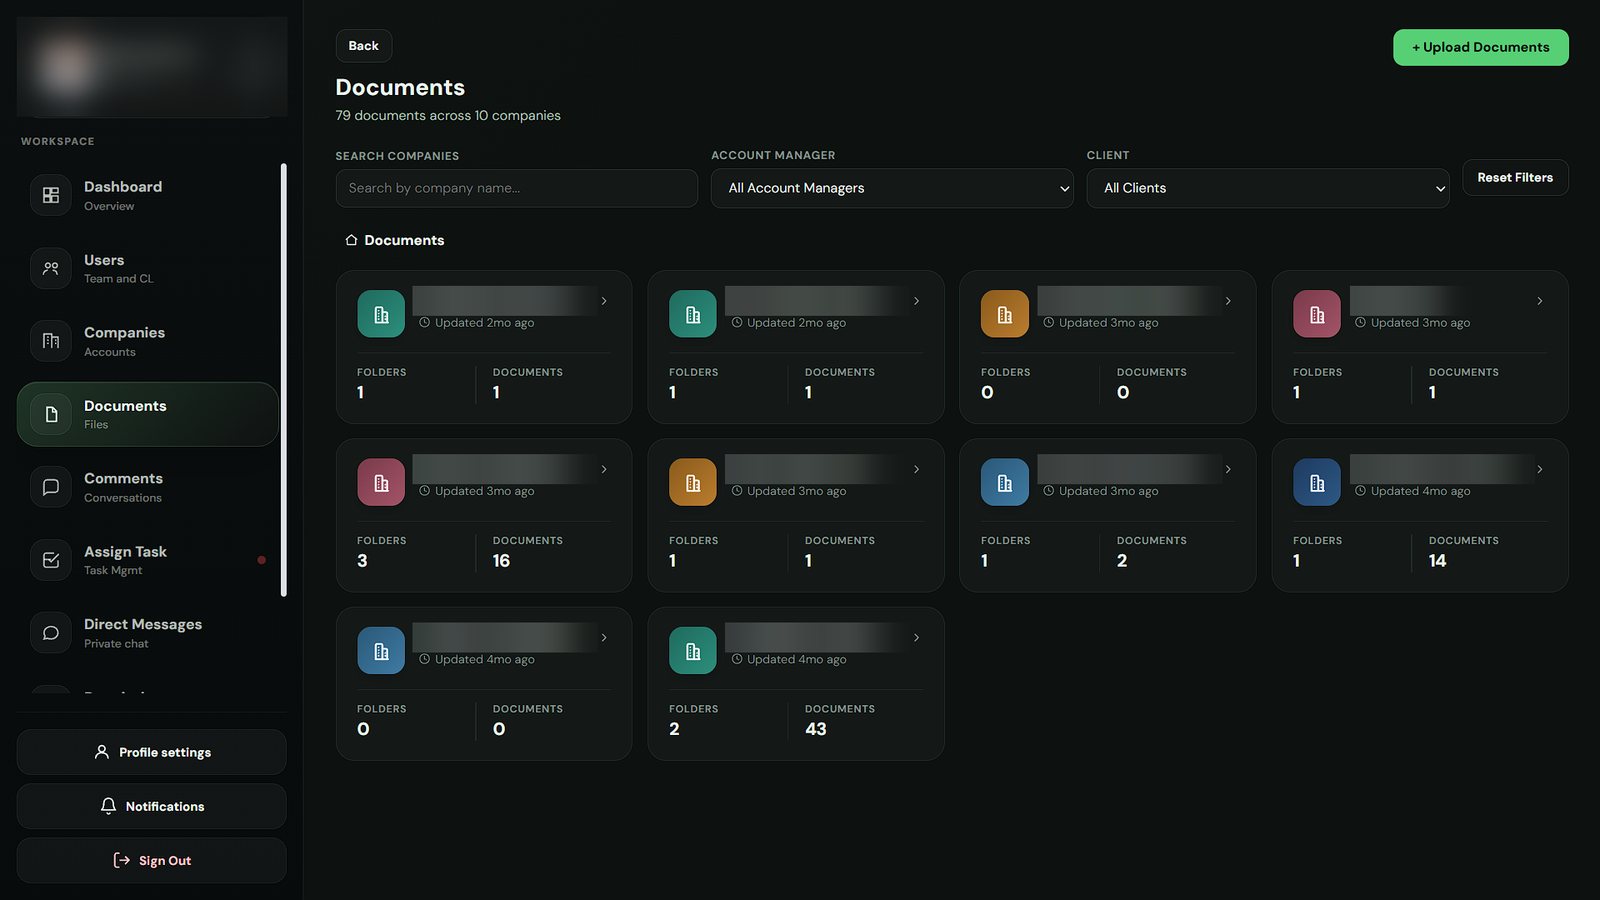 Back
+ Upload Documents
Documents
79 documents across 10 companies
WORKSPACE
SEARCH COMPANIES
ACCOUNT MANAGER
CLIENT
Search by company name...
All Account Managers
All Clients
Reset Filters
Dashboard
Overview
Users
Team and CL
Companies
Accounts
Documents
Files
Comments
Conversations
Assign Task
Task Mgmt
Direct Messages
Private chat
Profile settings
Notifications
Sign Out
Documents
Updated 2mo ago
FOLDERS
1
DOCUMENTS
1
Updated 2mo ago
FOLDERS
1
DOCUMENTS
1
Updated 3mo ago
FOLDERS
0
DOCUMENTS
0
Updated 3mo ago
FOLDERS
1
DOCUMENTS
1
Updated 3mo ago
FOLDERS
3
DOCUMENTS
16
Updated 3mo ago
FOLDERS
1
DOCUMENTS
1
Updated 3mo ago
FOLDERS
1
DOCUMENTS
2
Updated 4mo ago
FOLDERS
1
DOCUMENTS
14
Updated 4mo ago
FOLDERS
0
DOCUMENTS
0
Updated 4mo ago
FOLDERS
2
DOCUMENTS
43